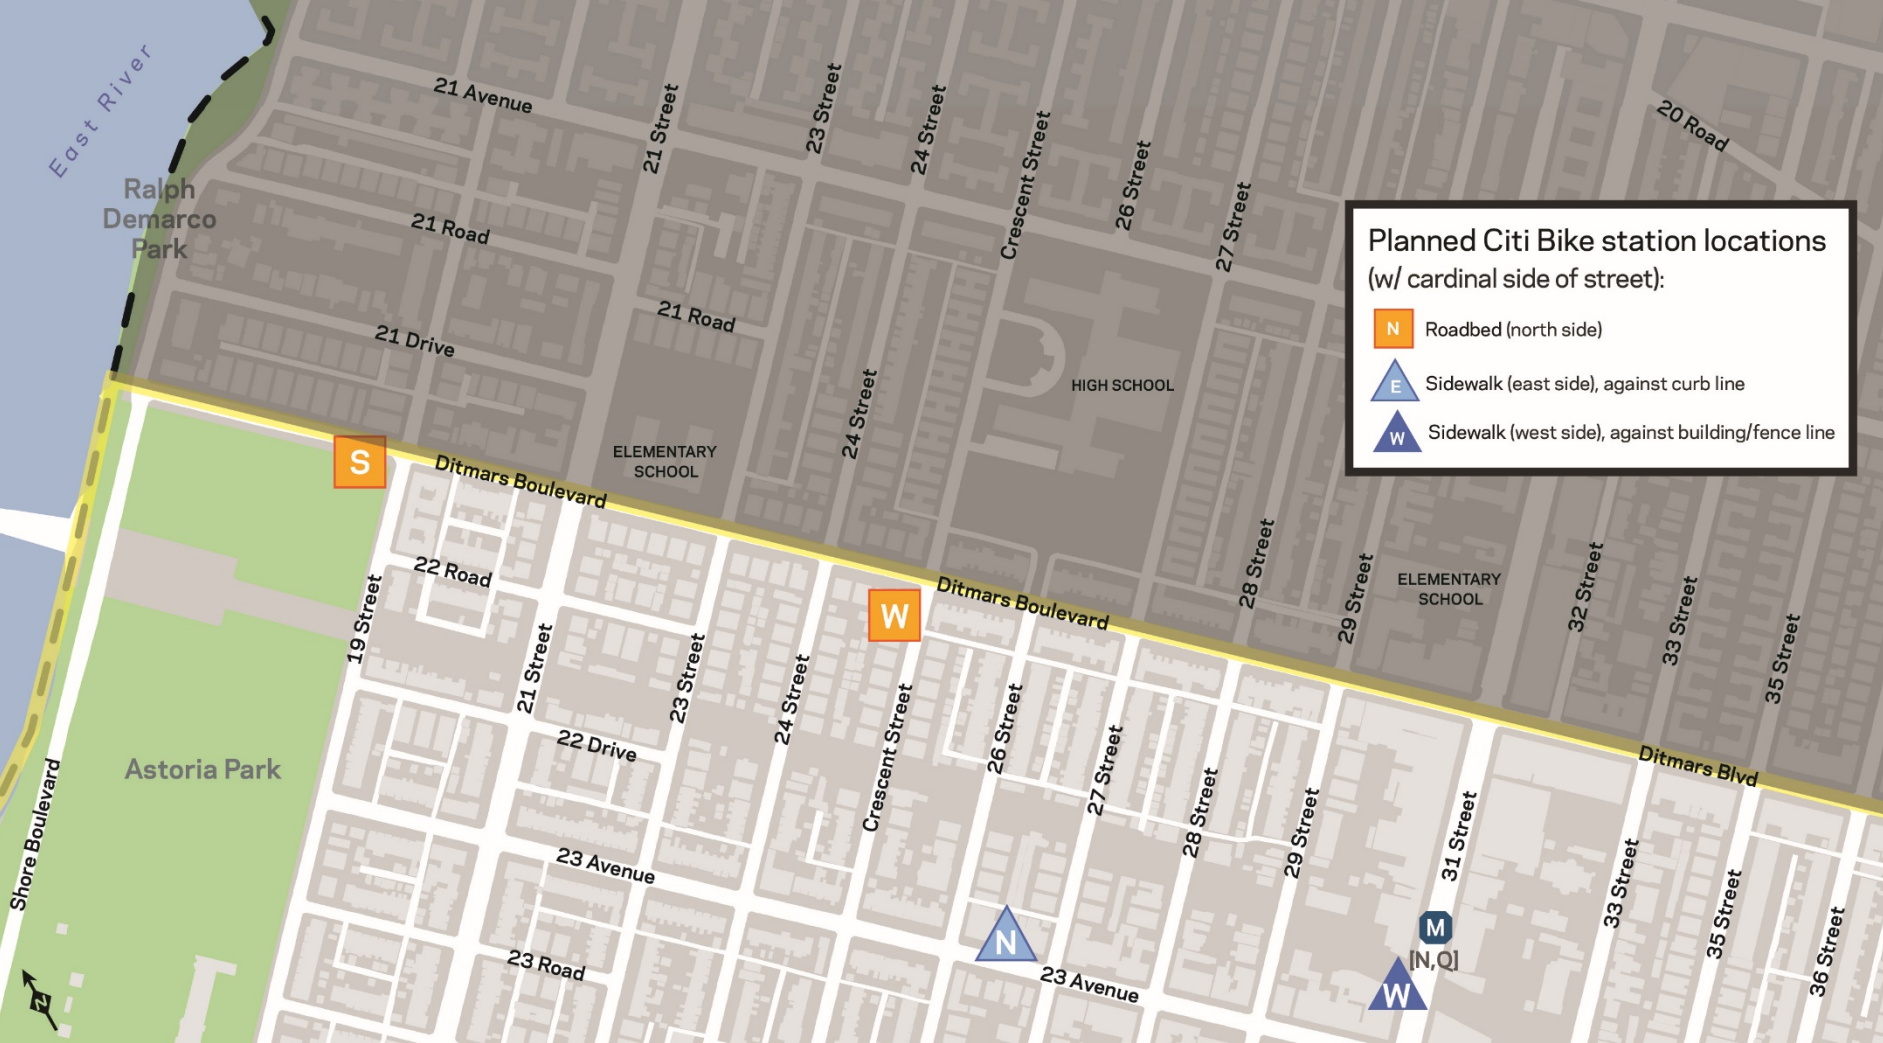 East River
Ralph
Demarco
Park
21 Avenue
21 Street
23 Street
24 Street
Crescent Street
26 Street
27 Street
20 Road
21 Road
21 Road
21 Drive
24 Street
HIGH SCHOOL
ELEMENTARY
SCHOOL
Planned Citi Bike station locations
(w/ cardinal side of street):
N Roadbed (north side)
E Sidewalk (east side), against curb line
W Sidewalk (west side), against building/fence line
S
Ditmars Boulevard
28 Street
29 Street
ELEMENTARY
SCHOOL
32 Street
33 Street
35 Street
22 Road
19 Street
W
Ditmars Boulevard
21 Street
23 Street
24 Street
Crescent Street
26 Street
27 Street
28 Street
29 Street
31 Street
Ditmars Blvd
22 Drive
Astoria Park
Shore Boulevard
23 Avenue
33 Street
35 Street
36 Street
N
M
[N,Q]
W
23 Road
23 Avenue
N